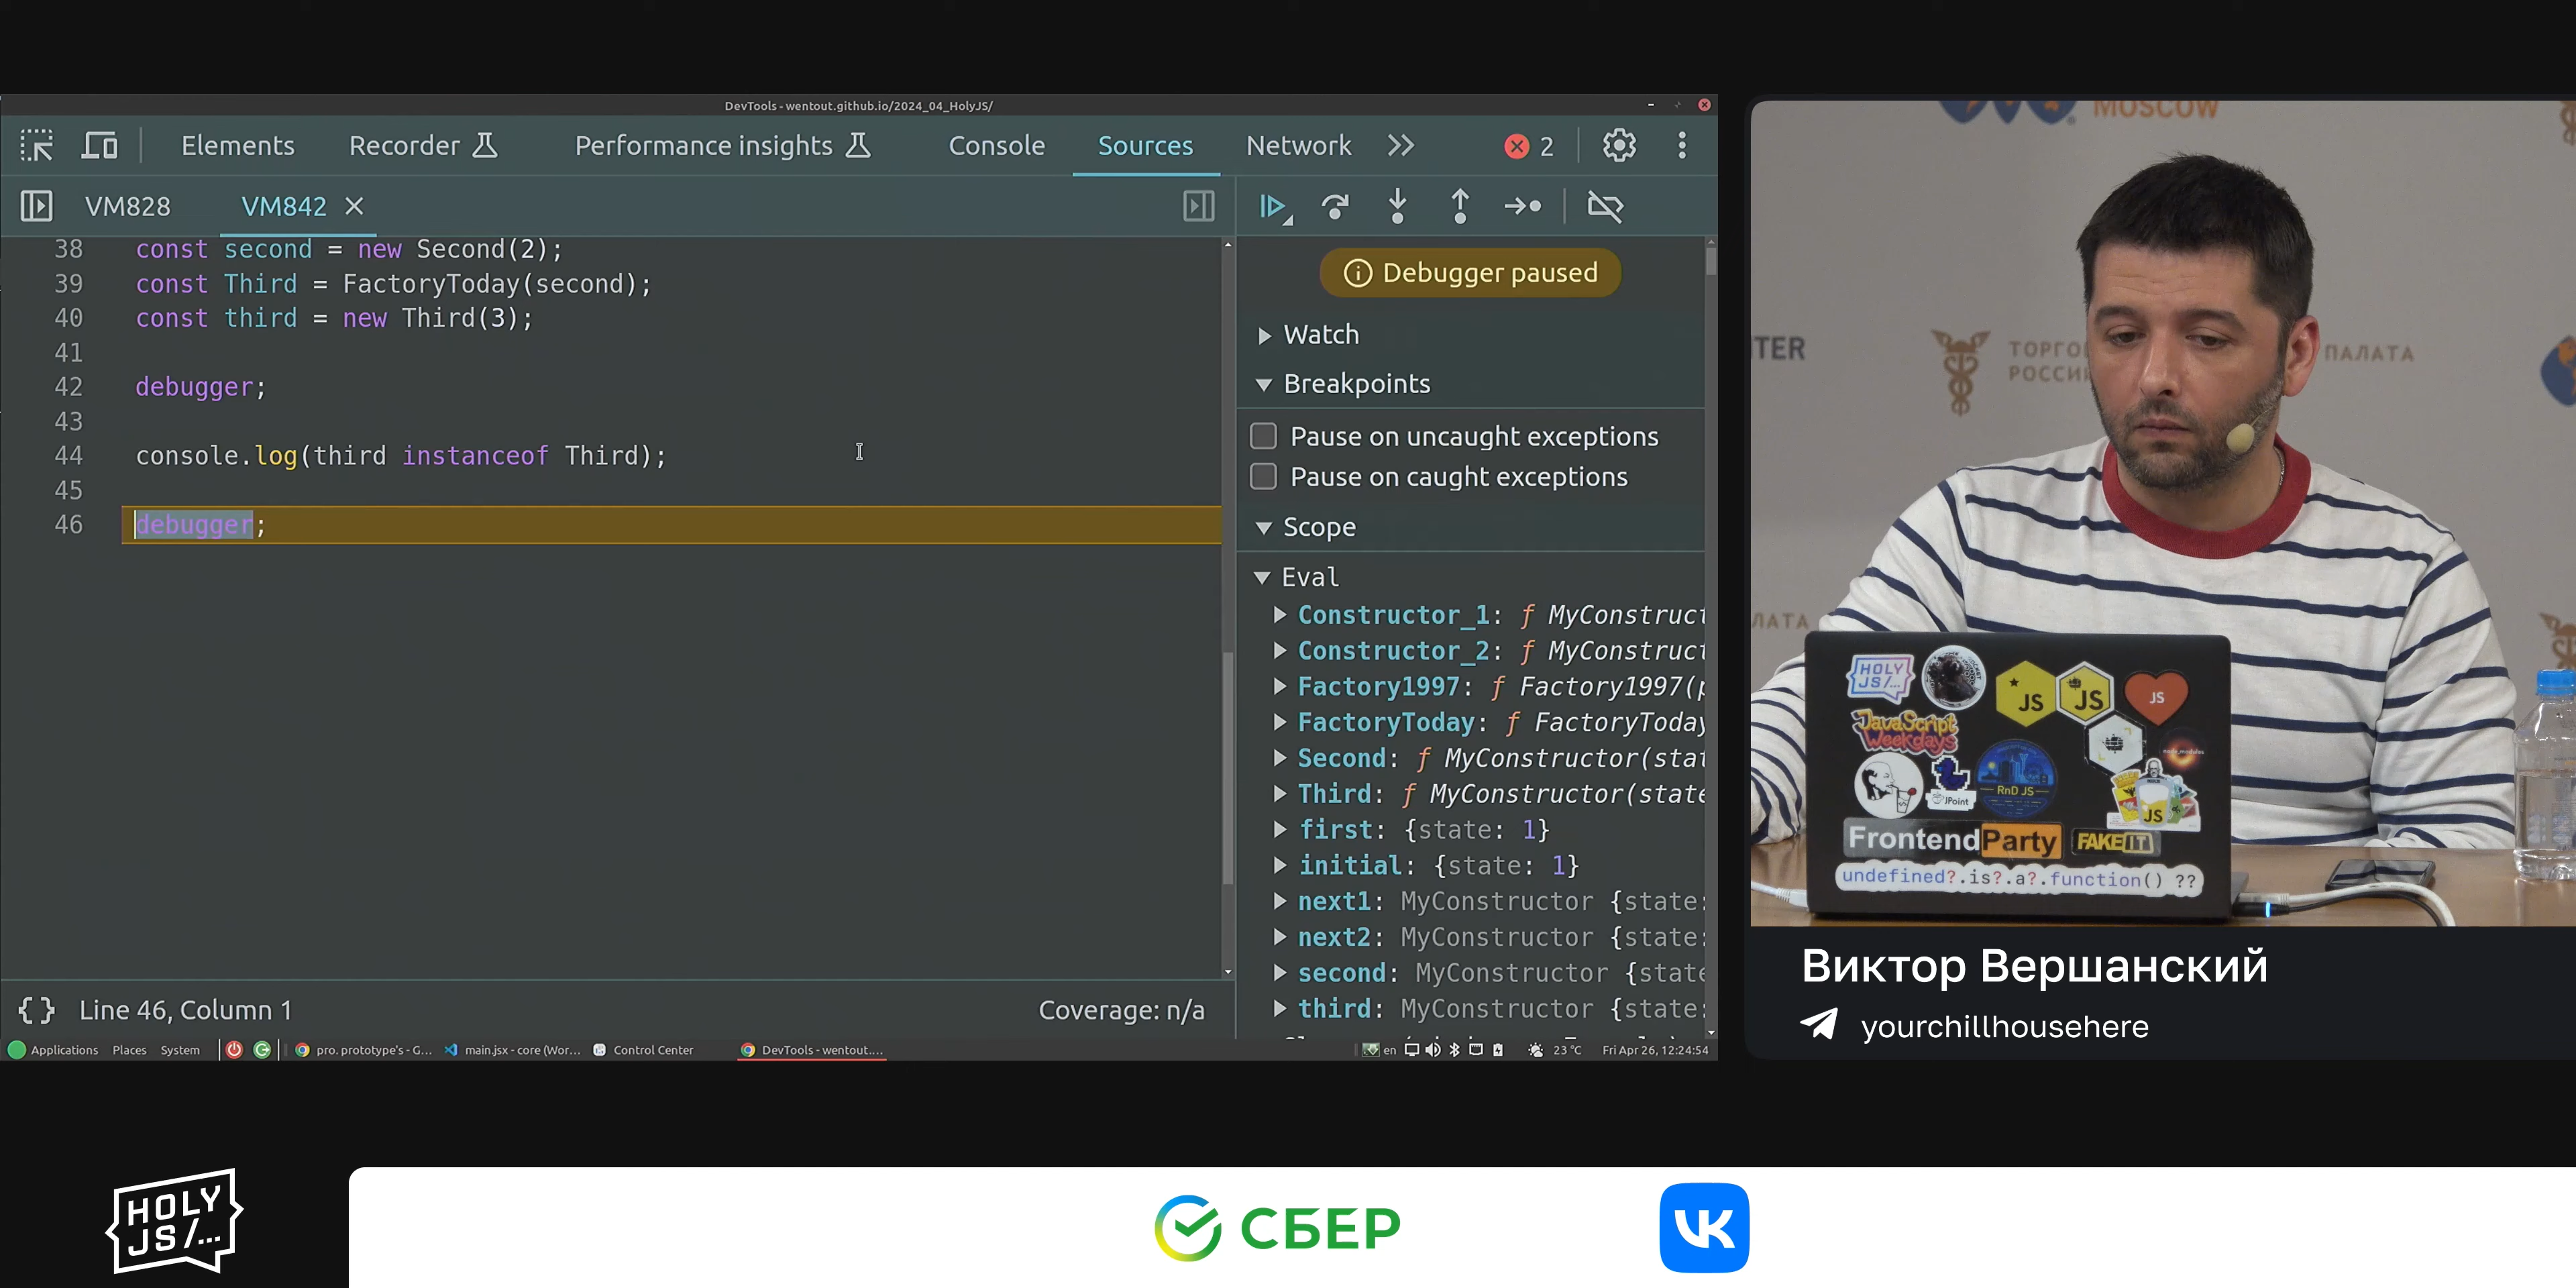 DevTools - wentout.github.io/2024_04_HolyJS/
Elements Recorder Performance insights Console Sources Network 2
VM828 VM842
38 const second = new Second(2);
39 const Third = FactoryToday(second);
40 const third = new Third(3);
41
42 debugger;
43
44 console.log(third instanceof Third);
45
46 debugger;
Line 46, Column 1 Coverage: n/a
Debugger paused
Watch
Breakpoints
Pause on uncaught exceptions
Pause on caught exceptions
Scope
Eval
Constructor_1: ƒ MyConstruct
Constructor_2: ƒ MyConstruct
Factory1997: ƒ Factory1997(p
FactoryToday: ƒ FactoryToday
Second: ƒ MyConstructor(stat
Third: ƒ MyConstructor(state
first: {state: 1}
initial: {state: 1}
next1: MyConstructor {state:
next2: MyConstructor {state:
second: MyConstructor {state
third: MyConstructor {state:
Applications Places System pro. prototype's - G... main.jsx - core (Wor... Control Center DevTools - wentout.... en 23 °C Fri Apr 26, 12:24:54
MOSCOW
TER
ТОРГО
РОССИ
ПАЛАТА
ЛАТА
HOLY
JS/...
JS
JS
JS
JavaScript
Weekdays
RnD JS
JPoint
JS
FrontendParty
FAKE IT
undefined?.is?.a?.function() ??
Виктор Вершанский
yourchillhousehere
HOLY
JS/...
СБЕР
VK